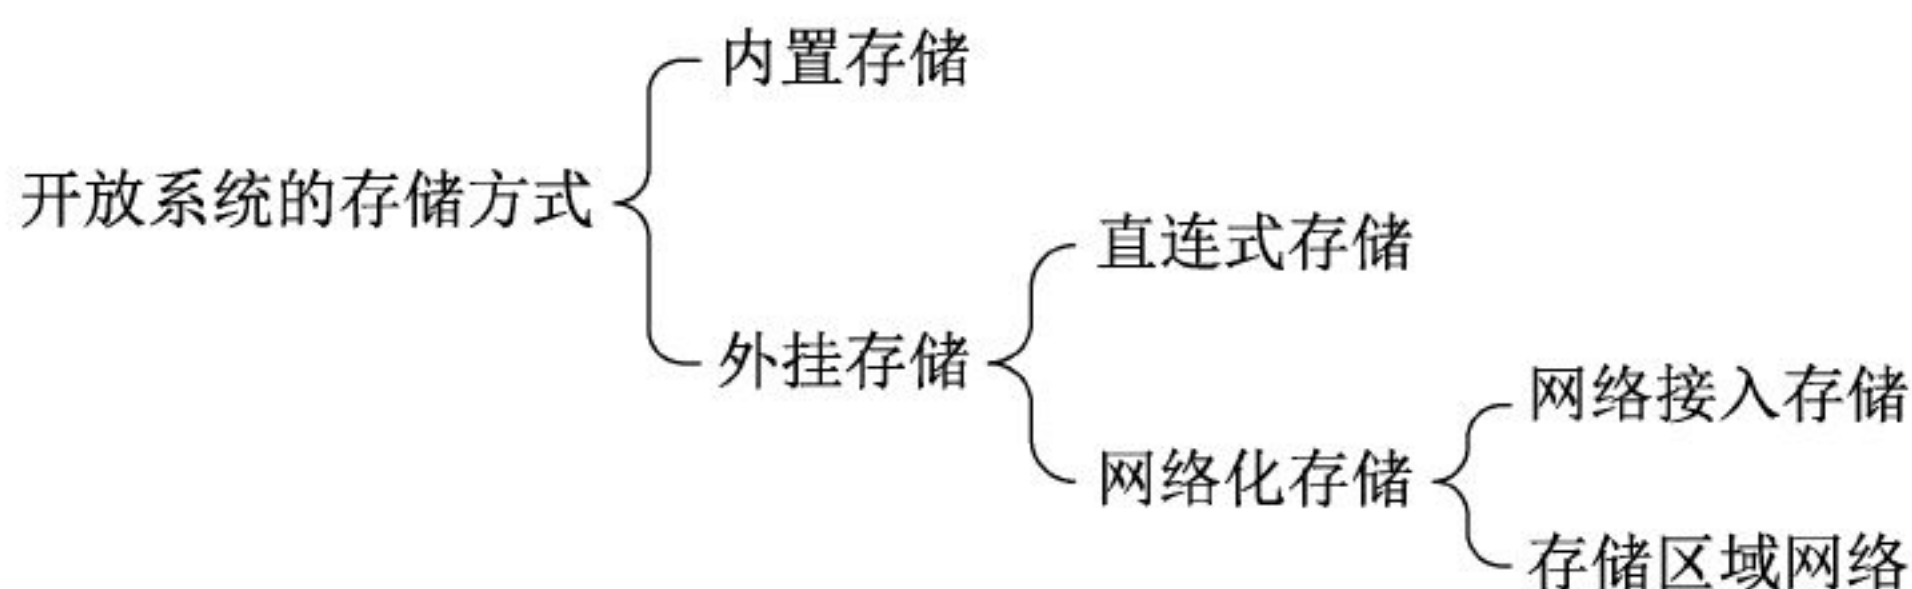 内置存储
开放系统的存储方式
直连式存储
外挂存储
网络接入存储
网络化存储
存储区域网络